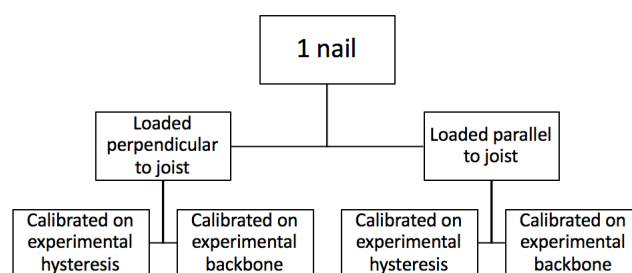 1 nail
Loaded
perpendicular
to joist
Loaded parallel
to joist
Calibrated on
experimental
hysteresis
Calibrated on
experimental
backbone
Calibrated on
experimental
hysteresis
Calibrated on
experimental
backbone